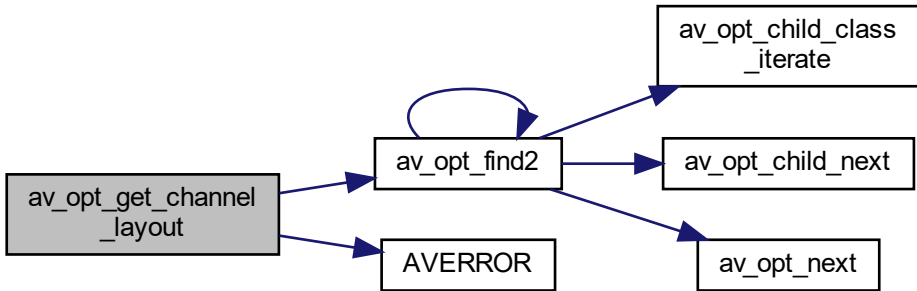 av_opt_get_channel
_layout
av_opt_find2
AVERROR
av_opt_child_class
_iterate
av_opt_child_next
av_opt_next